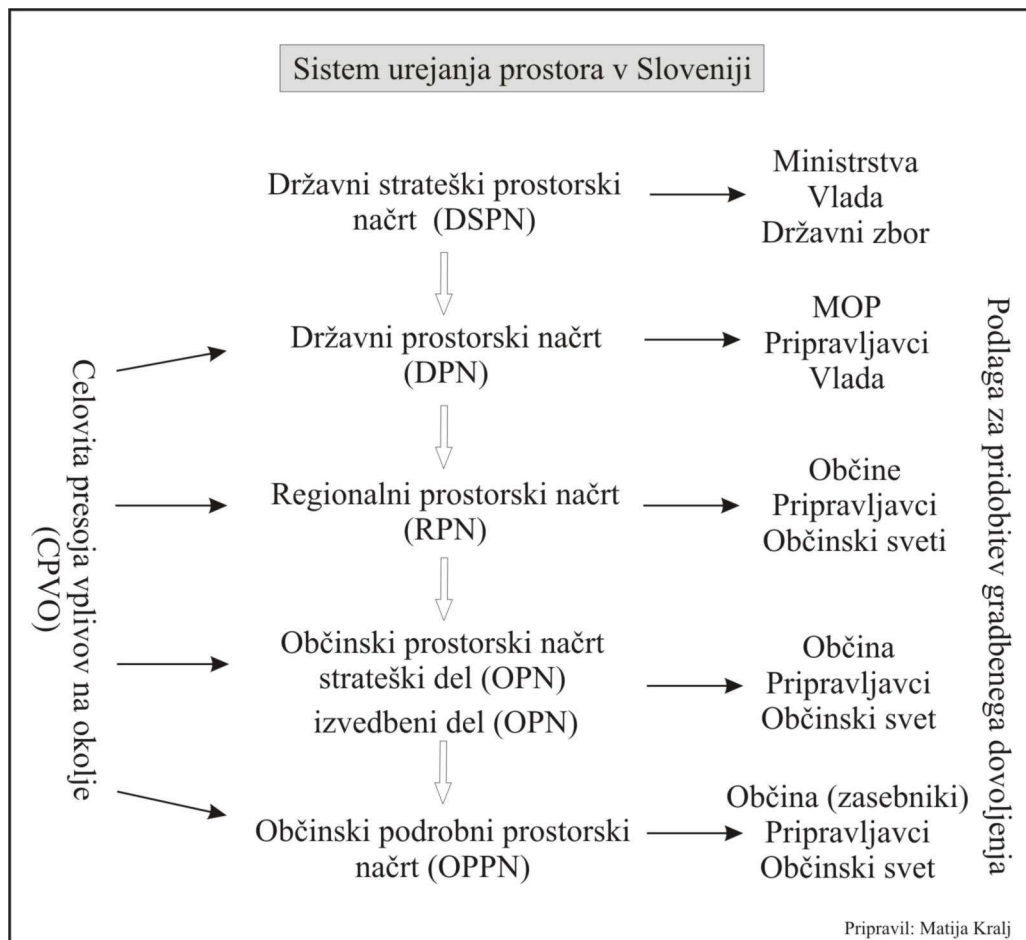 Sistem urejanja prostora v Sloveniji
Državni strateški prostorski
načrt (DSPN)
Ministrstva
Vlada
Državni zbor
Državni prostorski načrt
(DPN)
MOP
Pripravljavci
Vlada
Regionalni prostorski načrt
(RPN)
Občine
Pripravljavci
Občinski sveti
Občinski prostorski načrt
strateški del (OPN)
izvedbeni del (OPN)
Občina
Pripravljavci
Občinski svet
Občinski podrobni prostorski
načrt (OPPN)
Občina (zasebniki)
Pripravljavci
Občinski svet
Celovita presoja vplivov na okolje
(CPVO)
Podlaga za pridobitev gradbenega dovoljenja
Pripravil: Matija Kralj